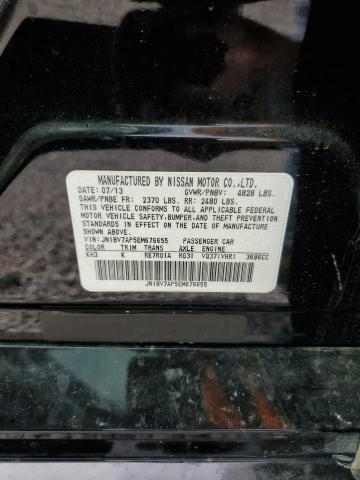 MANUFACTURED BY NISSAN MOTOR CO.,LTD.
DATE: 07/13 GVWR/PNBV: 4828 LBS.
GAWR/PNBE FR: 2370 LBS. RR: 2480 LBS.
THIS VEHICLE CONFORMS TO ALL APPLICABLE FEDERAL
MOTOR VEHICLE SAFETY,BUMPER,AND THEFT PREVENTION
STANDARDS IN EFFECT ON THE DATE OF MANUFACTURE
SHOWN ABOVE.
VIN: JN1BV7AP5EM676655 PASSENGER CAR
COLOR TRIM TRANS AXLE ENGINE
KH3 K RE7R01A R031 VQ37(VHR) 3696CC
JN1BV7AP5EM676655